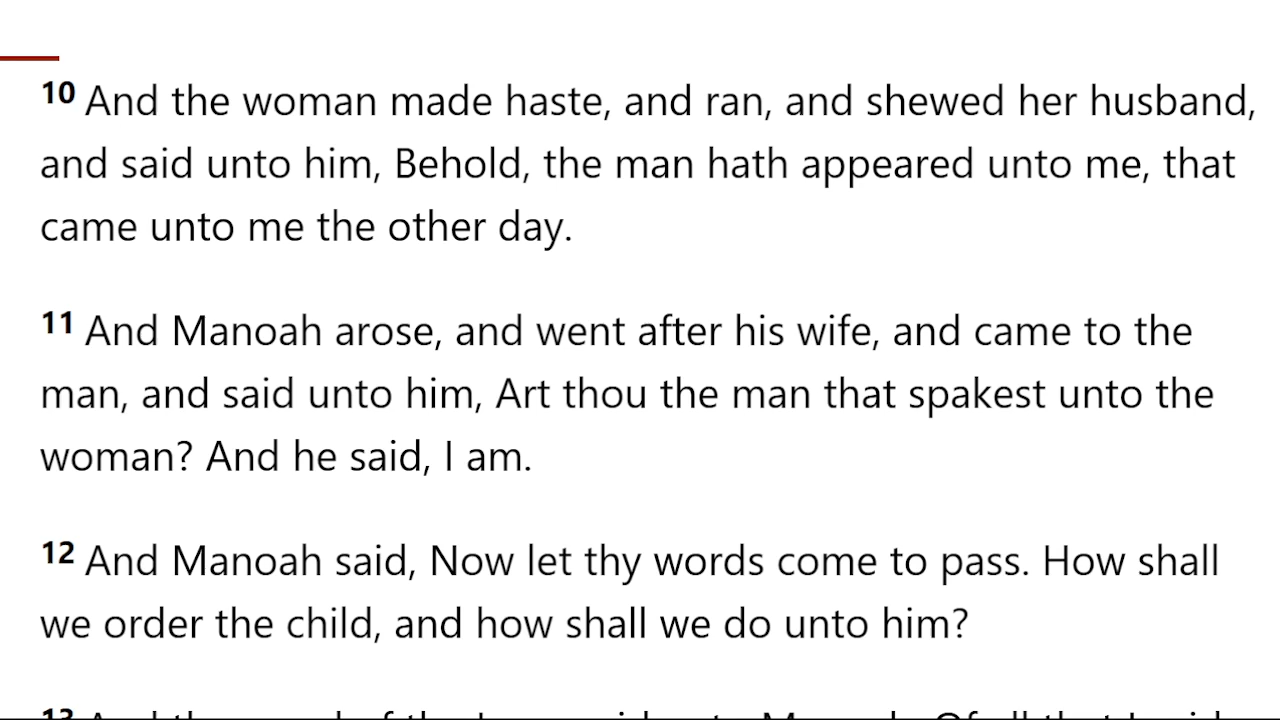 10 And the woman made haste, and ran, and shewed her husband,
and said unto him, Behold, the man hath appeared unto me, that
came unto me the other day.
11 And Manoah arose, and went after his wife, and came to the
man, and said unto him, Art thou the man that spakest unto the
woman? And he said, I am.
12 And Manoah said, Now let thy words come to pass. How shall
we order the child, and how shall we do unto him?